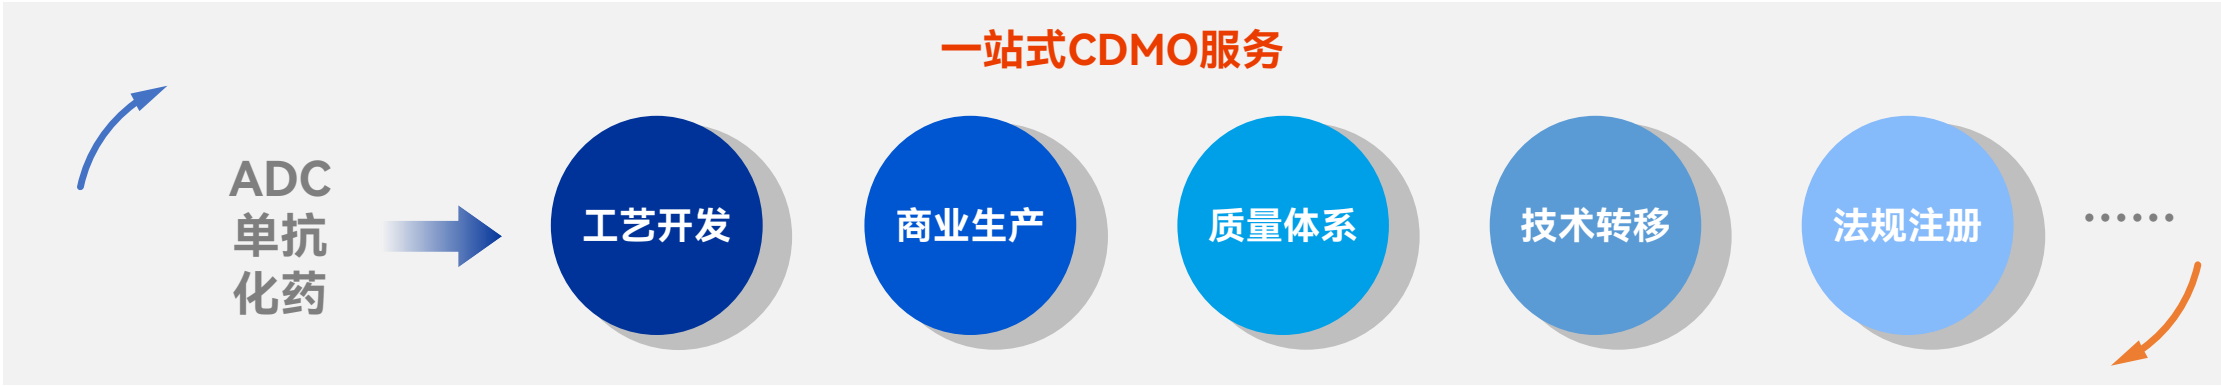 一站式CDMO服务
ADC
单抗
化药
工艺开发
商业生产
质量体系
技术转移
法规注册
······